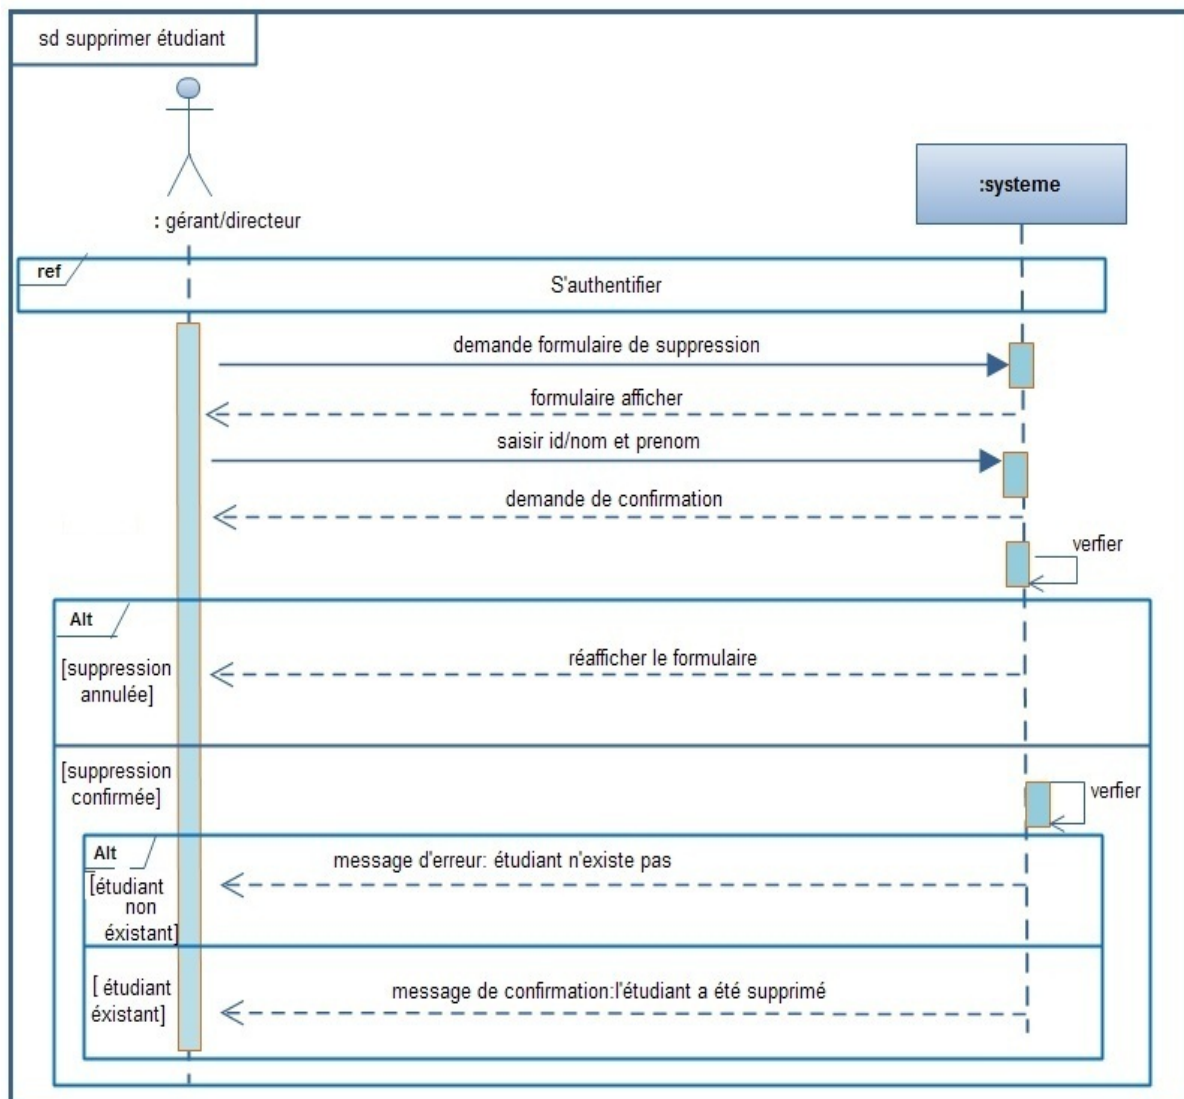 sd supprimer étudiant
:systeme
: gérant/directeur
ref
S'authentifier
demande formulaire de suppression
formulaire afficher
saisir id/nom et prenom
demande de confirmation
verfier
Alt
réafficher le formulaire
[suppression
annulée]
[suppression
confirmée]
verfier
Alt
message d'erreur: étudiant n'existe pas
[étudiant
non
éxistant]
[ étudiant
éxistant]
message de confirmation:l'étudiant a été supprimé